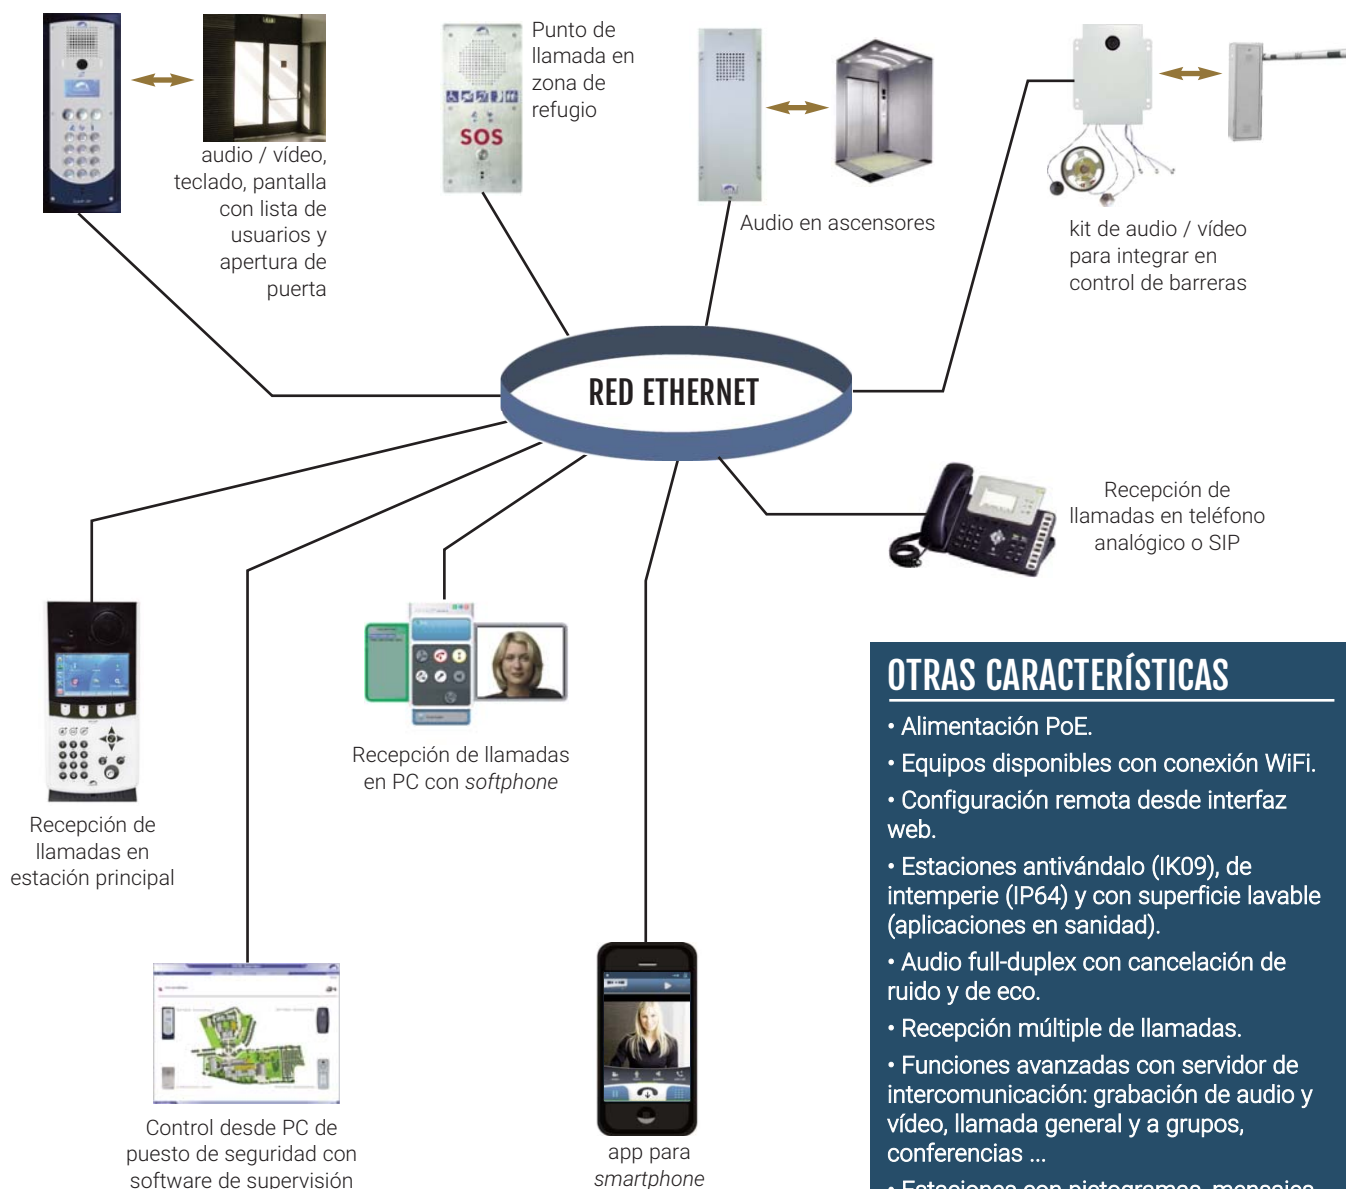 Punto de
llamada en
zona de
refugio
SOS
audio / vídeo,
teclado, pantalla
con lista de
usuarios y
apertura de
puerta
Audio en ascensores
kit de audio / vídeo
para integrar en
control de barreras
RED ETHERNET
Recepción de
llamadas en teléfono
analógico o SIP
Recepción de llamadas
en PC con softphone
Recepción de
llamadas en
estación principal
Control desde PC de
puesto de seguridad con
software de supervisión
app para
smartphone
OTRAS CARACTERÍSTICAS
• Alimentación PoE.
• Equipos disponibles con conexión WiFi.
• Configuración remota desde interfaz
web.
• Estaciones antivándalo (IK09), de
intemperie (IP64) y con superficie lavable
(aplicaciones en sanidad).
• Audio full-duplex con cancelación de
ruido y de eco.
• Recepción múltiple de llamadas.
• Funciones avanzadas con servidor de
intercomunicación: grabación de audio y
vídeo, llamada general y a grupos,
conferencias ...
• Estaciones con pictogramas, mensajes